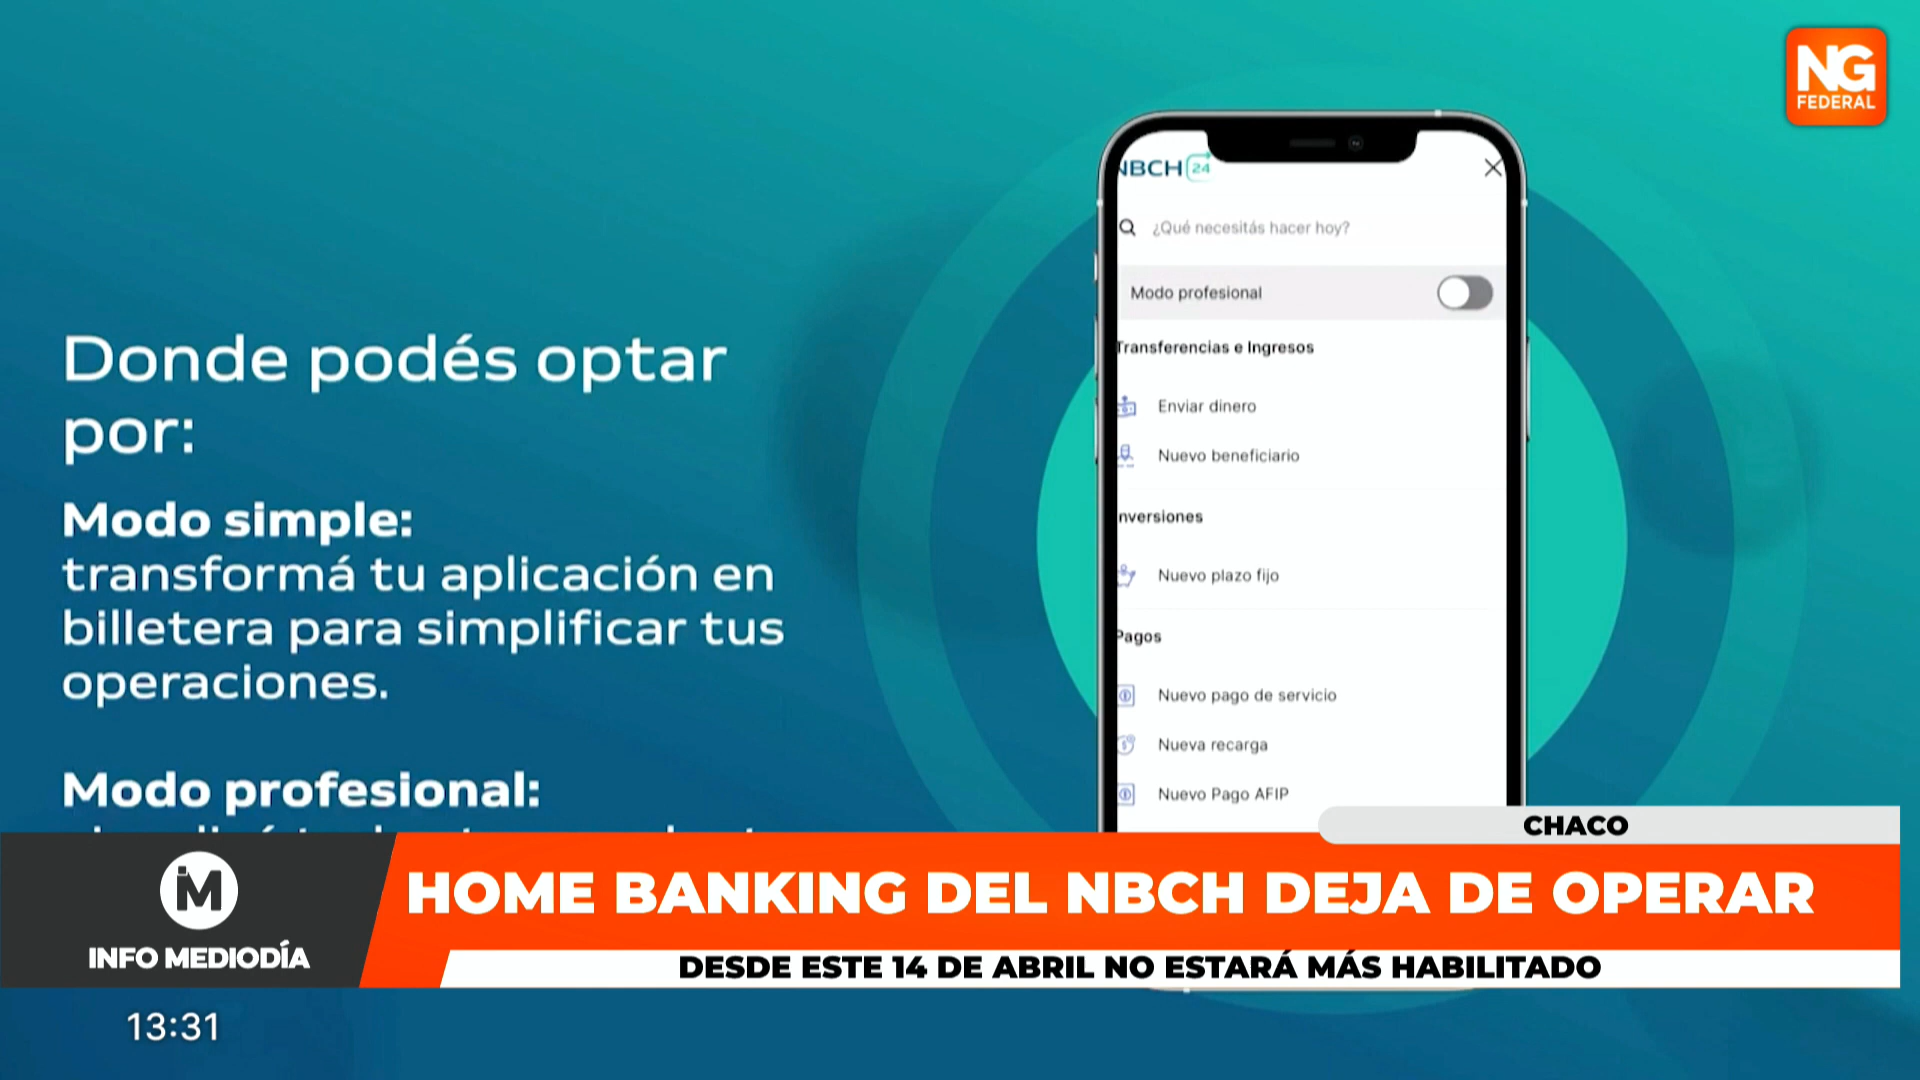 NG
FEDERAL
NBCH 24
¿Qué necesitás hacer hoy?
Modo profesional
Transferencias e Ingresos
Enviar dinero
Nuevo beneficiario
nversiones
Nuevo plazo fijo
Pagos
Nuevo pago de servicio
Nueva recarga
Nuevo Pago AFIP
Donde podés optar
por:
Modo simple:
transformá tu aplicación en
billetera para simplificar tus
operaciones.
Modo profesional:
CHACO
HOME BANKING DEL NBCH DEJA DE OPERAR
DESDE ESTE 14 DE ABRIL NO ESTARÁ MÁS HABILITADO
iM
INFO MEDIODÍA
13:31